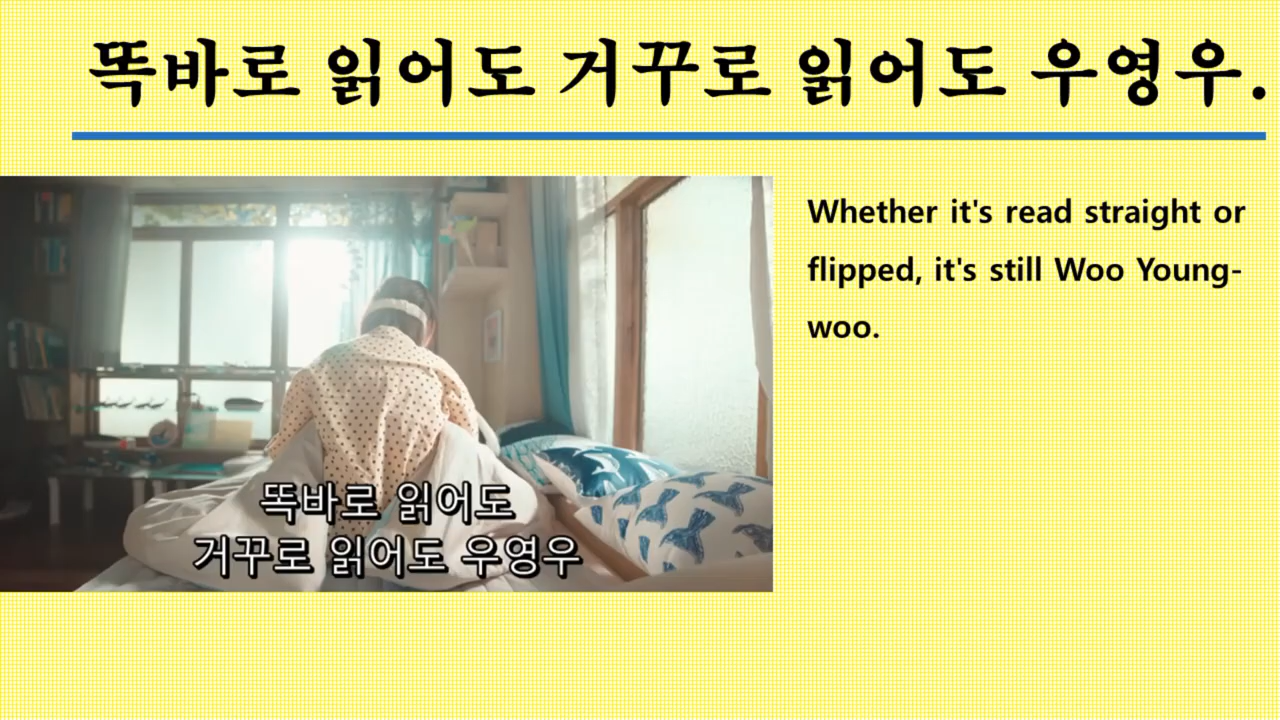 똑바로 읽어도 거꾸로 읽어도 우영우.
Whether it's read straight or
flipped, it's still Woo Young-
woo.
똑바로 읽어도
거꾸로 읽어도 우영우